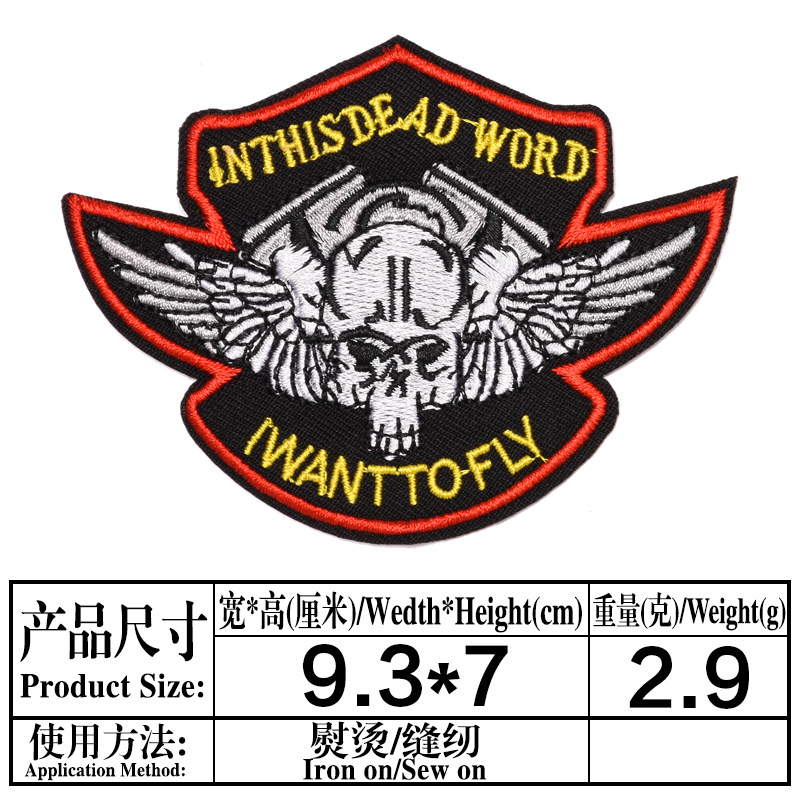 INTHISDEAD WORD
IWANTTOFLY
产品尺寸
Product Size:
宽*高(厘米)/Wedth*Height(cm)
9.3*7
重量(克)/Weight(g)
2.9
使用方法:
Application Method:
熨烫/缝纫
Iron on/Sew on